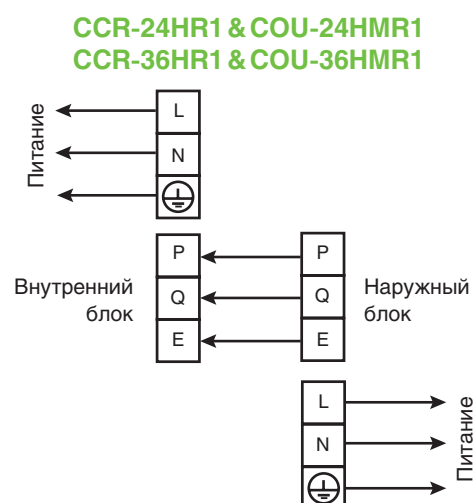 CCR-24HR1 & COU-24HMR1
CCR-36HR1 & COU-36HMR1
Питание
L
N
Внутренний
блок
P
Q
E
P
Q
E
Наружный
блок
L
N
Питание